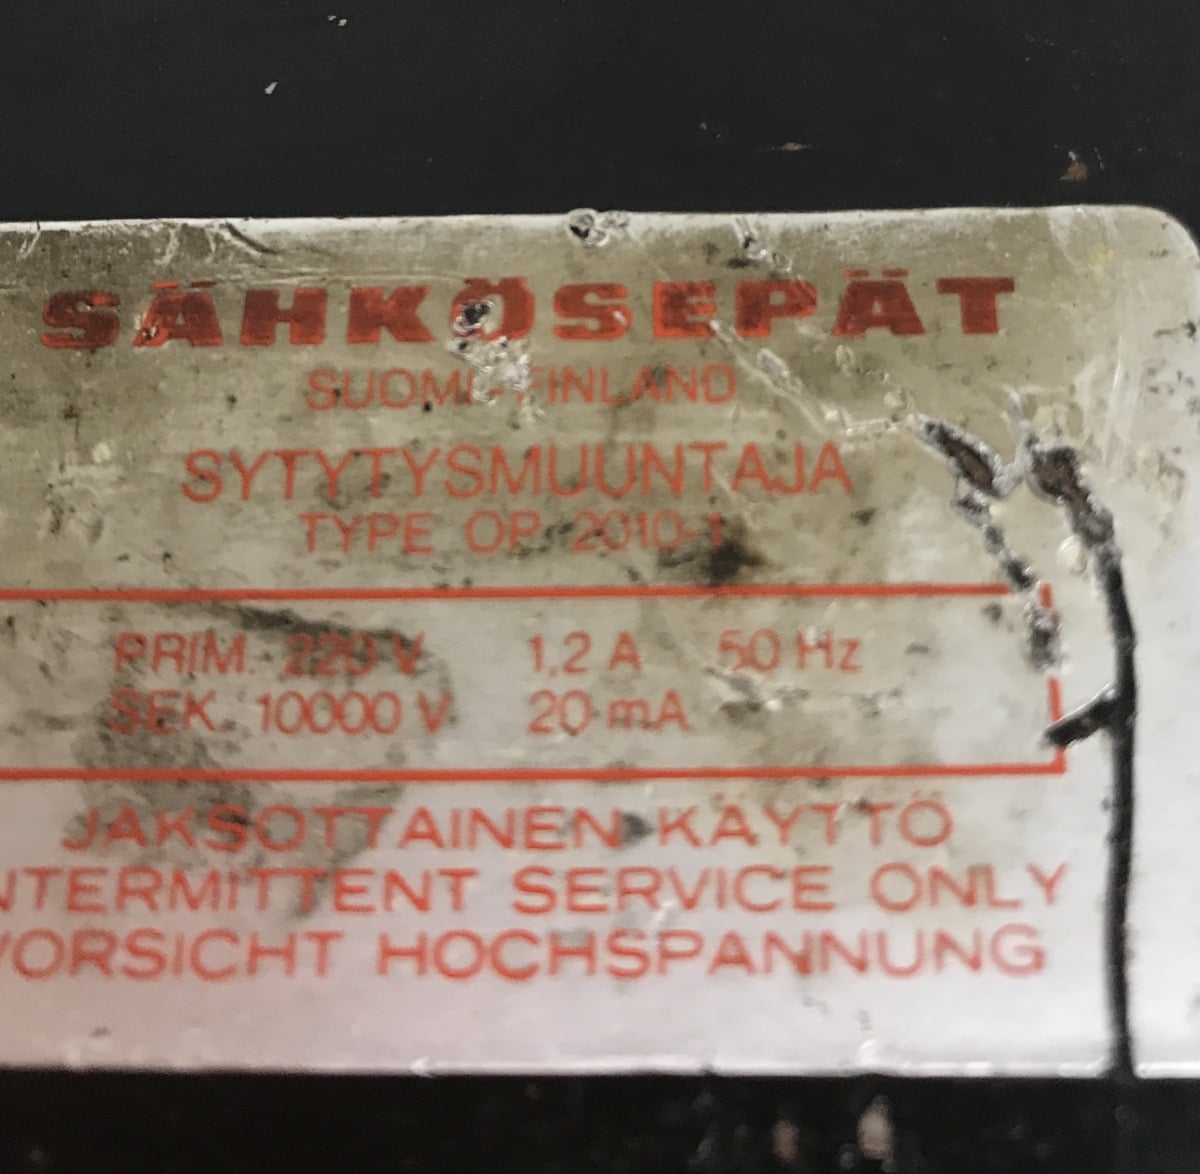 SÄHKÖSEPÄT
SUOMI-FINLAND
SYTYTYSMUUNTAJA
TYPE OP 2010-1
PRIM. 220 V 1,2 A 50 Hz
SEK. 10000 V 20 mA
JAKSOTTAINEN KÄYTTÖ
NTERMITTENT SERVICE ONLY
VORSICHT HOCHSPANNUNG